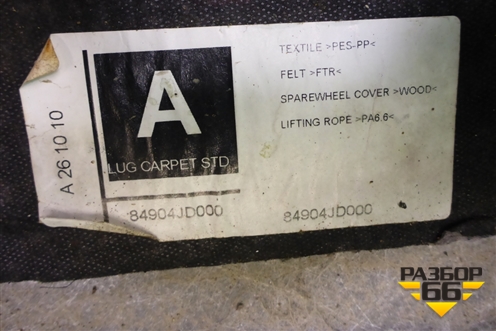 A 26 10 10
A
LUG CARPET STD
84904JD000
TEXTILE >PES-PP<
FELT >FTR<
SPAREWHEEL COVER >WOOD<
LIFTING ROPE >PA6.6<
84904JD000
РАЗБОР
66